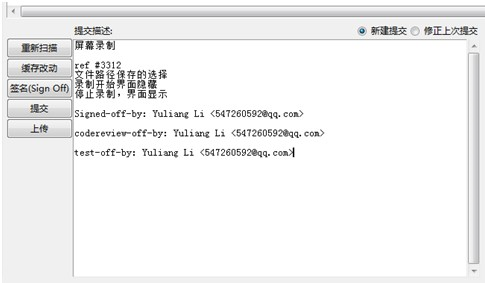 提交描述:
新建提交 修正上次提交
重新扫描
缓存改动
签名(Sign Off)
提交
上传
屏幕录制
ref #3312
文件路径保存的选择
录制开始界面隐藏
停止录制，界面显示
Signed-off-by: Yuliang Li <547260592@qq.com>
codereview-off-by: Yuliang Li <547260592@qq.com>
test-off-by: Yuliang Li <547260592@qq.com>